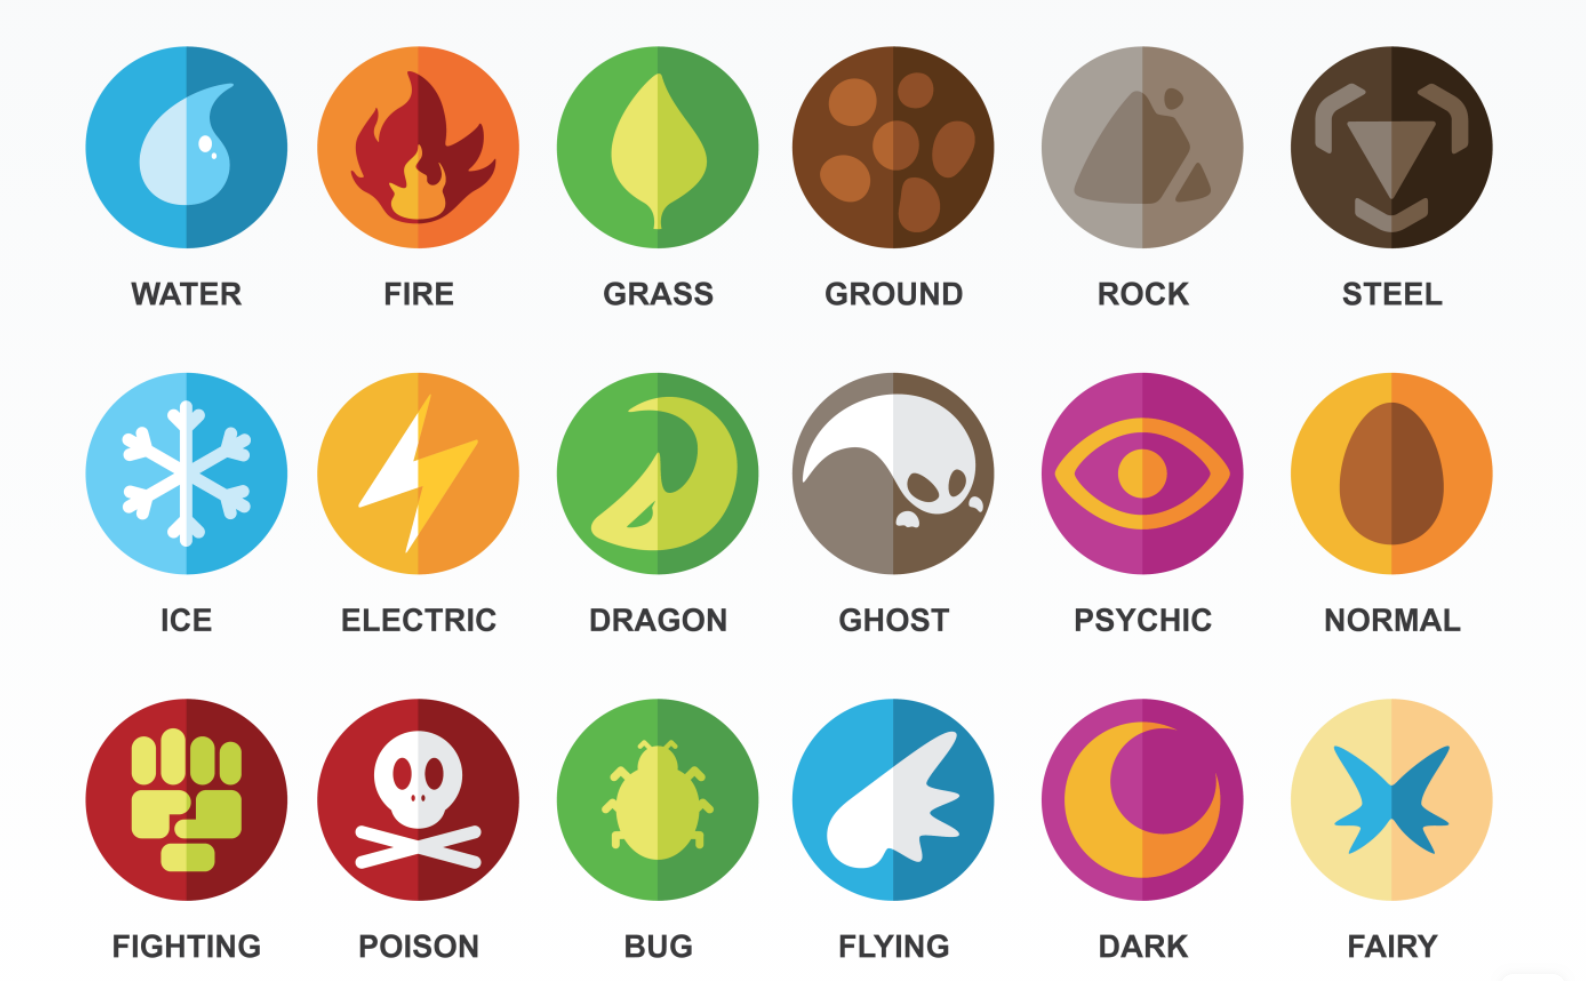 WATER FIRE GRASS GROUND ROCK STEEL
ICE ELECTRIC DRAGON GHOST PSYCHIC NORMAL
FIGHTING POISON BUG FLYING DARK FAIRY